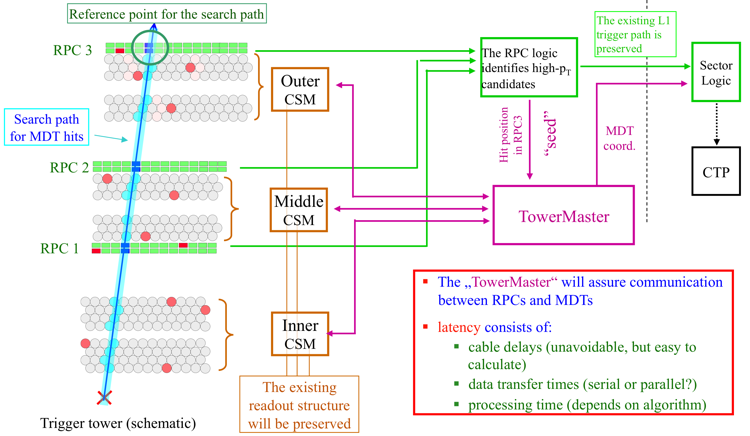 Reference point for the search path
RPC 3
Search path
for MDT hits
RPC 2
RPC 1
Trigger tower (schematic)
Outer
CSM
Middle
CSM
Inner
CSM
The existing
readout structure
will be preserved
The RPC logic
identifies high-pT
candidates
The existing L1
trigger path is
preserved
Sector
Logic
CTP
Hit position
in RPC3
"seed"
MDT
coord.
TowerMaster
▪ The „TowerMaster“ will assure communication
between RPCs and MDTs
▪ latency consists of:
▪ cable delays (unavoidable, but easy to
calculate)
▪ data transfer times (serial or parallel?)
▪ processing time (depends on algorithm)